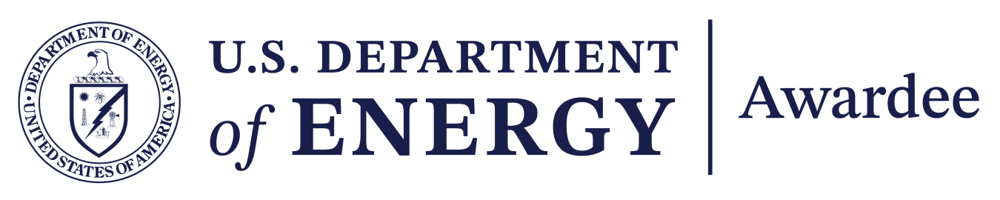 DEPARTMENT OF ENERGY
UNITED STATES OF AMERICA
U.S. DEPARTMENT
of ENERGY
Awardee